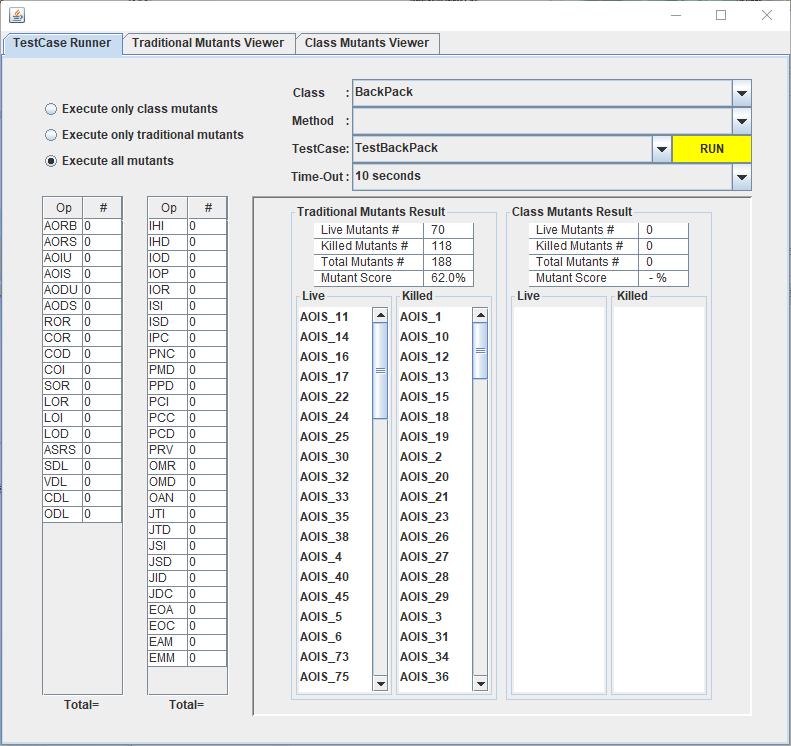 TestCase Runner Traditional Mutants Viewer Class Mutants Viewer
Execute only class mutants
Execute only traditional mutants
Execute all mutants
Class : BackPack
Method :
TestCase: TestBackPack RUN
Time-Out : 10 seconds
Op #
AORB 0
AORS 0
AOIU 0
AOIS 0
AODU 0
AODS 0
ROR 0
COR 0
COD 0
COI 0
SOR 0
LOR 0
LOI 0
LOD 0
ASRS 0
SDL 0
VDL 0
CDL 0
ODL 0
Total=
Op #
IHI 0
IHD 0
IOD 0
IOP 0
IOR 0
ISI 0
ISD 0
IPC 0
PNC 0
PMD 0
PPD 0
PCI 0
PCC 0
PCD 0
PRV 0
OMR 0
OMD 0
OAN 0
JTI 0
JTD 0
JSI 0
JSD 0
JID 0
JDC 0
EOA 0
EOC 0
EAM 0
EMM 0
Total=
Traditional Mutants Result
Live Mutants # 70
Killed Mutants # 118
Total Mutants # 188
Mutant Score 62.0%
Live
AOIS_11
AOIS_14
AOIS_16
AOIS_17
AOIS_22
AOIS_24
AOIS_25
AOIS_30
AOIS_32
AOIS_33
AOIS_35
AOIS_38
AOIS_4
AOIS_40
AOIS_45
AOIS_5
AOIS_6
AOIS_73
AOIS_75
Killed
AOIS_1
AOIS_10
AOIS_12
AOIS_13
AOIS_15
AOIS_18
AOIS_19
AOIS_2
AOIS_20
AOIS_21
AOIS_23
AOIS_26
AOIS_27
AOIS_28
AOIS_29
AOIS_3
AOIS_31
AOIS_34
AOIS_36
Class Mutants Result
Live Mutants # 0
Killed Mutants # 0
Total Mutants # 0
Mutant Score - %
Live
Killed